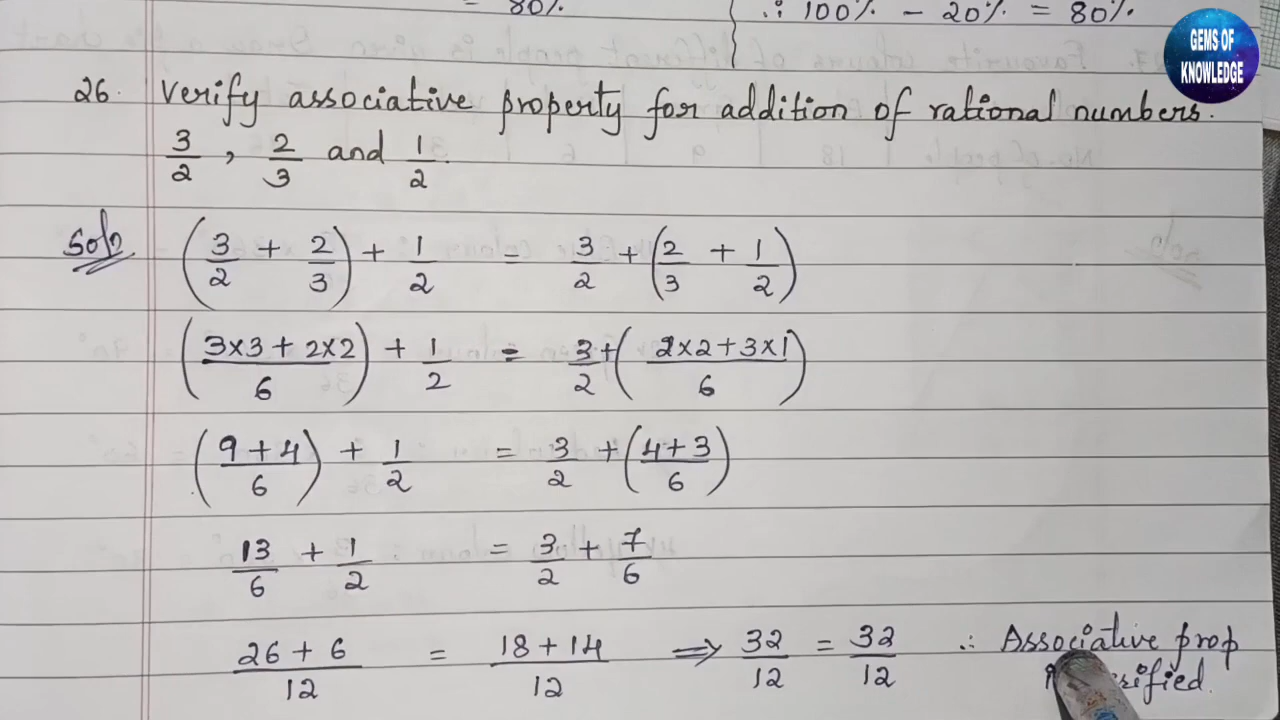 = 80%
∴ 100% - 20% = 80%.
GEMS OF
KNOWLEDGE
26. Verify associative property for addition of rational numbers.
3/2 , 2/3 and 1/2.
Soln
(3/2 + 2/3) + 1/2 = 3/2 + (2/3 + 1/2)
((3×3 + 2×2)/6) + 1/2 = 3/2 + ((2×2+3×1)/6)
((9+4)/6) + 1/2 = 3/2 + ((4+3)/6)
13/6 + 1/2 = 3/2 + 7/6
(26+6)/12 = (18+14)/12 ⇒ 32/12 = 32/12 ∴ Associative prop